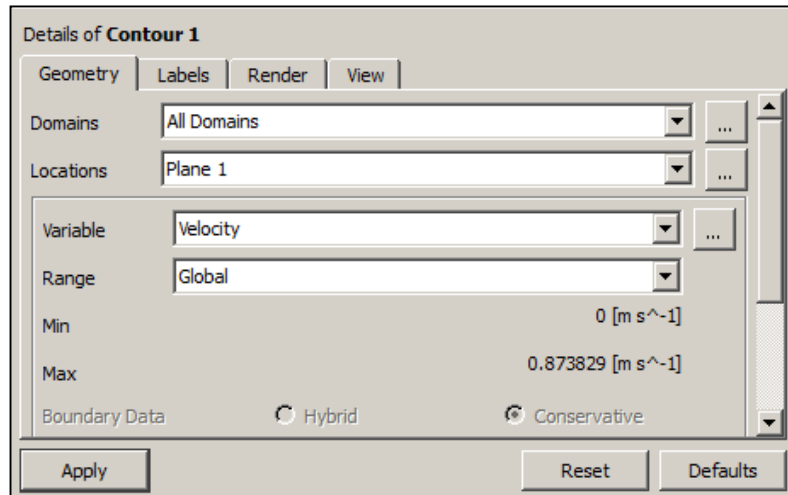 Details of Contour 1
Geometry Labels Render View
Domains All Domains ...
Locations Plane 1 ...
Variable Velocity ...
Range Global
Min 0 [m s^-1]
Max 0.873829 [m s^-1]
Boundary Data Hybrid Conservative
Apply Reset Defaults